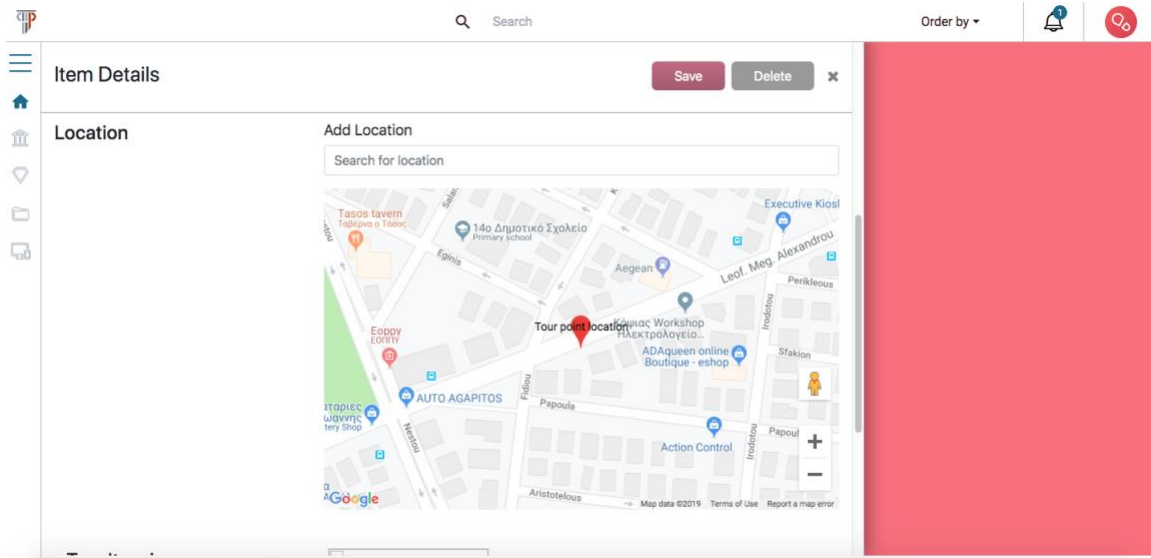 Search
Order by
1
Item Details
Save
Delete
Location
Add Location
Search for location
Executive Kiosk
Tasos tavern
Ταβέρνα ο Τάσος
14ο Δημοτικό Σχολείο
Primary school
Eginis
Aegean
Leof. Meg. Alexandrou
Perikleous
Irodotou
Tour point location
Workshop
Ηλεκτρολογείο...
Eoppy
ΕΟΠΠΥ
ADAqueen online
Boutique - eshop
Sfakion
Fidiou
AUTO AGAPITOS
Papoula
Nestou
Action Control
Irodotou
Papoul
Google
Aristotelous
Map data ©2019
Terms of Use
Report a map error